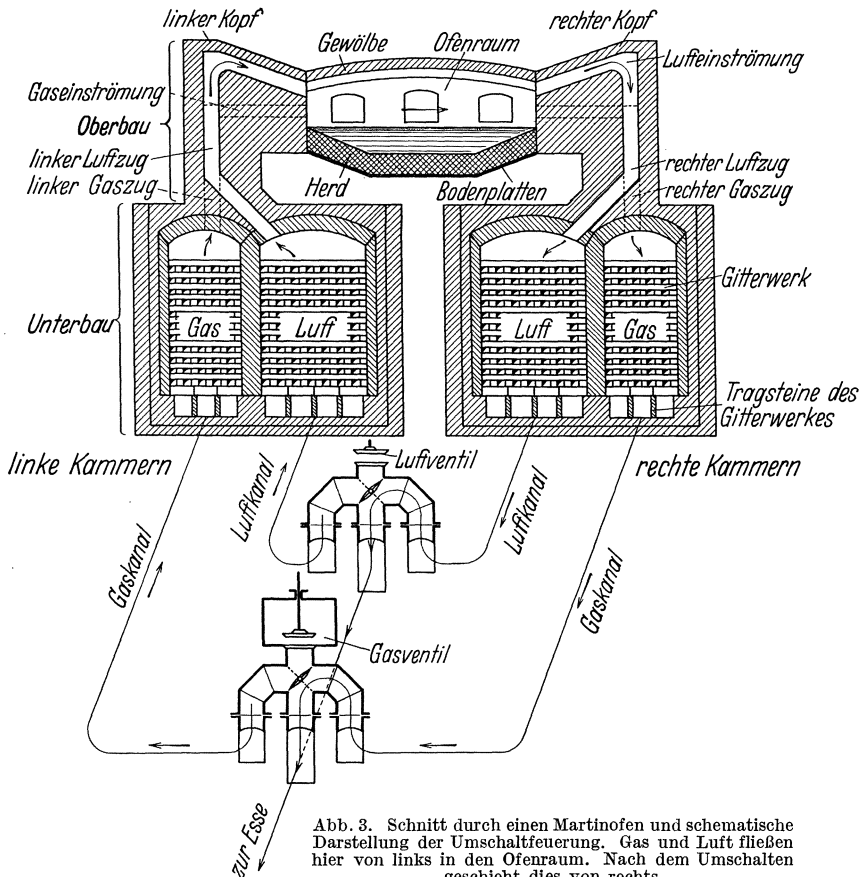 linker Kopf
rechter Kopf
Gewölbe
Ofenraum
Lufteinströmung
Gaseinströmung
Oberbau
linker Luftzug
linker Gaszug
Herd
Bodenplatten
rechter Luftzug
rechter Gaszug
Gitterwerk
Unterbau
Gas
Luft
Luft
Gas
Tragsteine des
Gitterwerkes
linke Kammern
Luftventil
rechte Kammern
Luftkanal
Luftkanal
Gaskanal
Gaskanal
Gasventil
zur Esse
Abb. 3. Schnitt durch einen Martinofen und schematische
Darstellung der Umschaltfeuerung. Gas und Luft fließen
hier von links in den Ofenraum. Nach dem Umschalten
geschieht dies von rechts